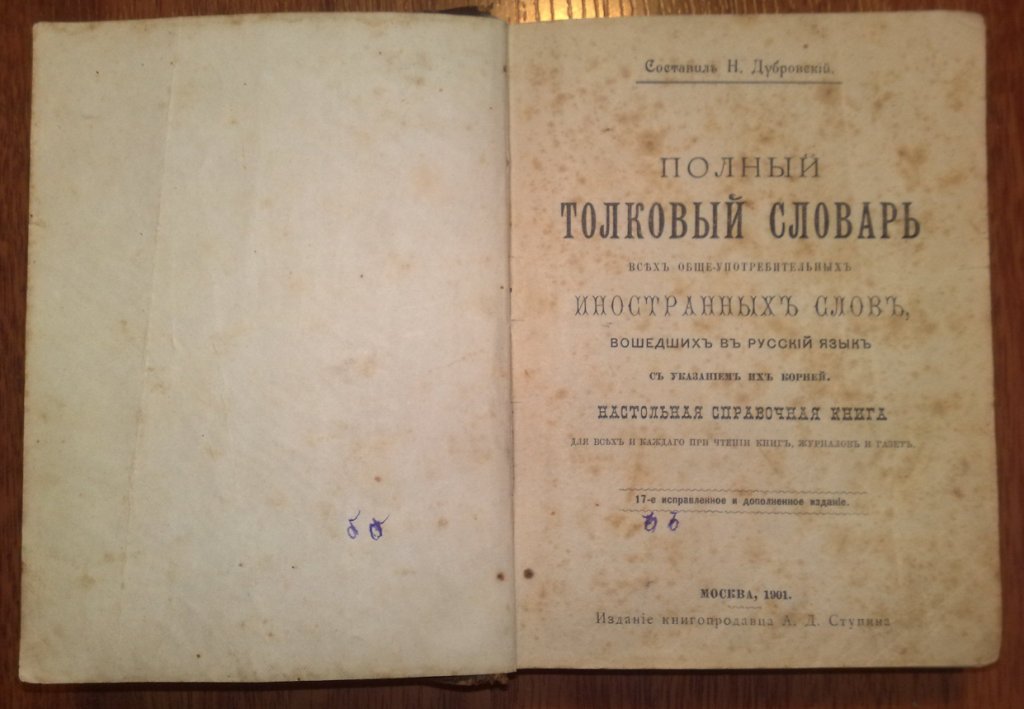 Составилъ Н. Дубровскій.
ПОЛНЫЙ
ТОЛКОВЫЙ СЛОВАРЬ
ВСѢХЪ ОБЩЕ-УПОТРЕБИТЕЛЬНЫХЪ
ИНОСТРАННЫХЪ СЛОВЪ,
ВОШЕДШИХЪ ВЪ РУССКІЙ ЯЗЫКЪ
СЪ УКАЗАНІЕМЪ ИХЪ КОРНЕЙ.
НАСТОЛЬНАЯ СПРАВОЧНАЯ КНИГА
ДЛЯ ВСѢХЪ И КАЖДАГО ПРИ ЧТЕНІИ КНИГЪ, ЖУРНАЛОВЪ И ГАЗЕТЪ.
17-е исправленное и дополненное изданіе.
МОСКВА, 1901.
Изданіе книгопродавца А. Д. Ступина